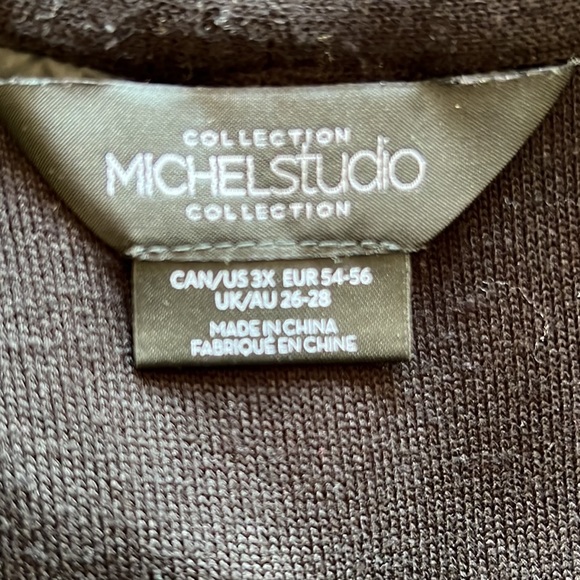 COLLECTION
MICHELstudio
COLLECTION
CAN/US 3X EUR 54-56
UK/AU 26-28
MADE IN CHINA
FABRIQUÉ EN CHINE